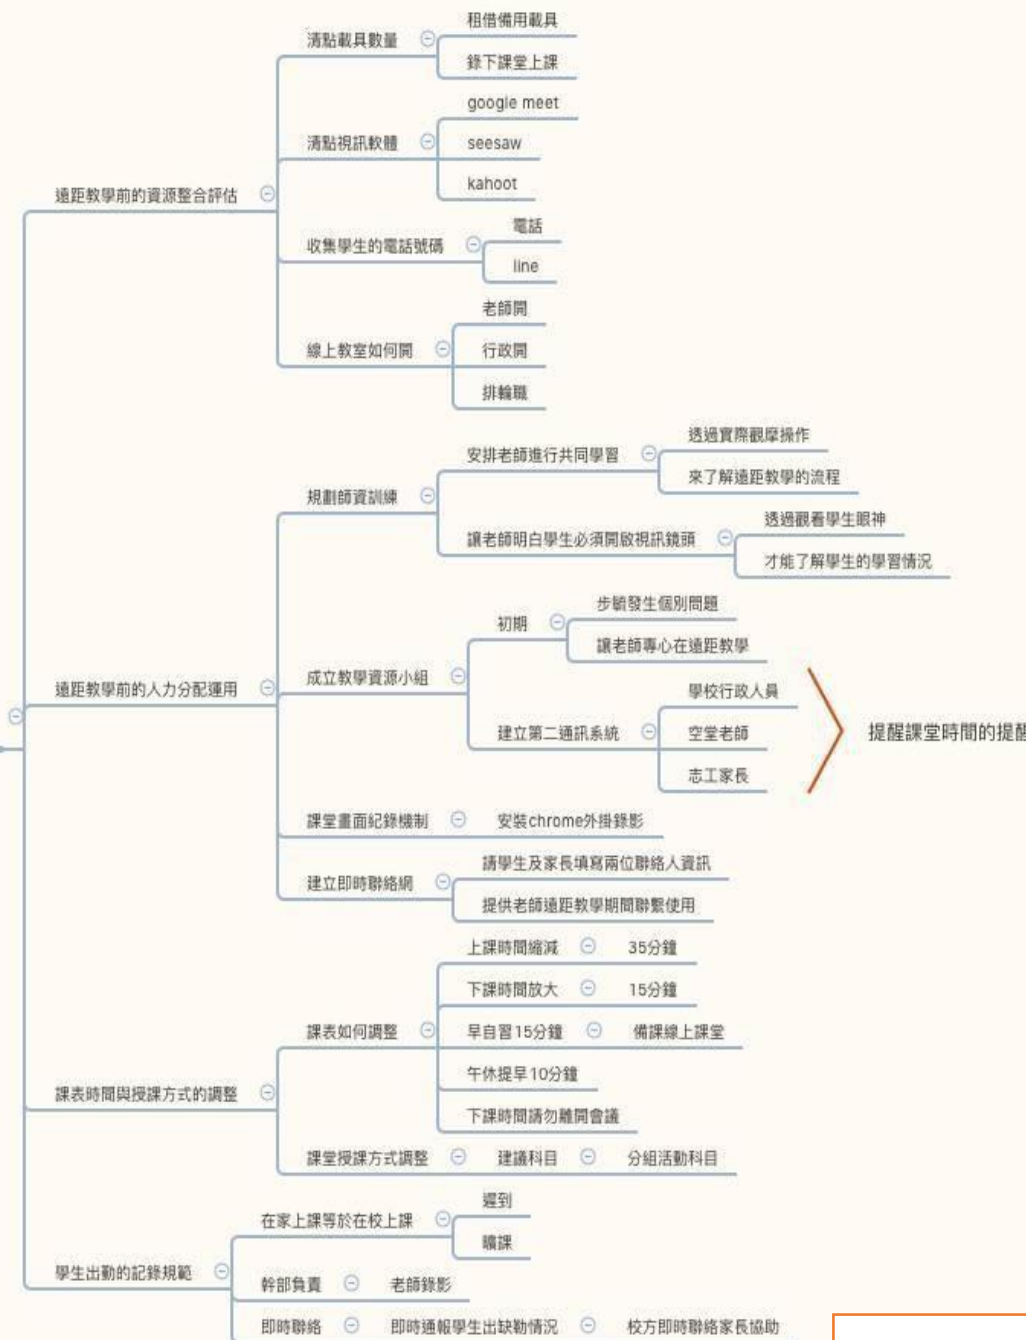 遠距教學前的資源整合評估
清點載具數量
租借備用載具
錄下課堂上課
清點視訊軟體
google meet
seesaw
kahoot
收集學生的電話號碼
電話
line
線上教室如何開
老師開
行政開
排輪職
遠距教學前的人力分配運用
規劃師資訓練
安排老師進行共同學習
透過實際觀摩操作
來了解遠距教學的流程
讓老師明白學生必須開啟視訊鏡頭
透過觀看學生眼神
才能了解學生的學習情況
成立教學資源小組
初期
步驟發生個別問題
讓老師專心在遠距教學
建立第二通訊系統
學校行政人員
空堂老師
志工家長
提醒課堂時間的提醒
課堂畫面紀錄機制
安裝chrome外掛錄影
建立即時聯絡網
請學生及家長填寫兩位聯絡人資訊
提供老師遠距教學期間聯繫使用
課表時間與授課方式的調整
課表如何調整
上課時間縮減
35分鐘
下課時間放大
15分鐘
早自習15分鐘
備課線上課堂
午休提早10分鐘
下課時間請勿離開會議
課堂授課方式調整
建議科目
分組活動科目
學生出勤的記錄規範
在家上課等於在校上課
遲到
曠課
幹部負責
老師錄影
即時聯絡
即時通報學生出缺勤情況
校方即時聯絡家長協助